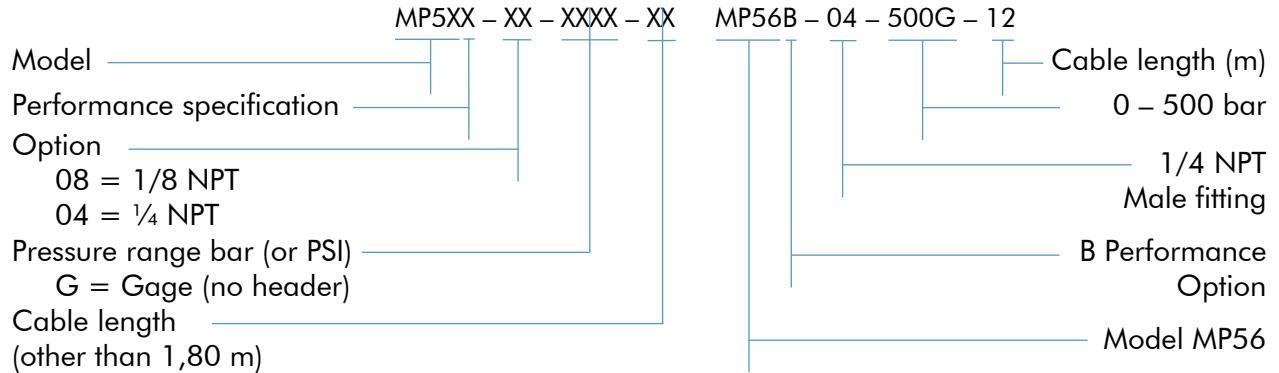 MP5XX – XX – XXXX – XX
Model
Performance specification
Option
08 = 1/8 NPT
04 = ¼ NPT
Pressure range bar (or PSI)
G = Gage (no header)
Cable length
(other than 1,80 m)
MP56B – 04 – 500G – 12
Cable length (m)
0 – 500 bar
1/4 NPT
Male fitting
B Performance
Option
Model MP56